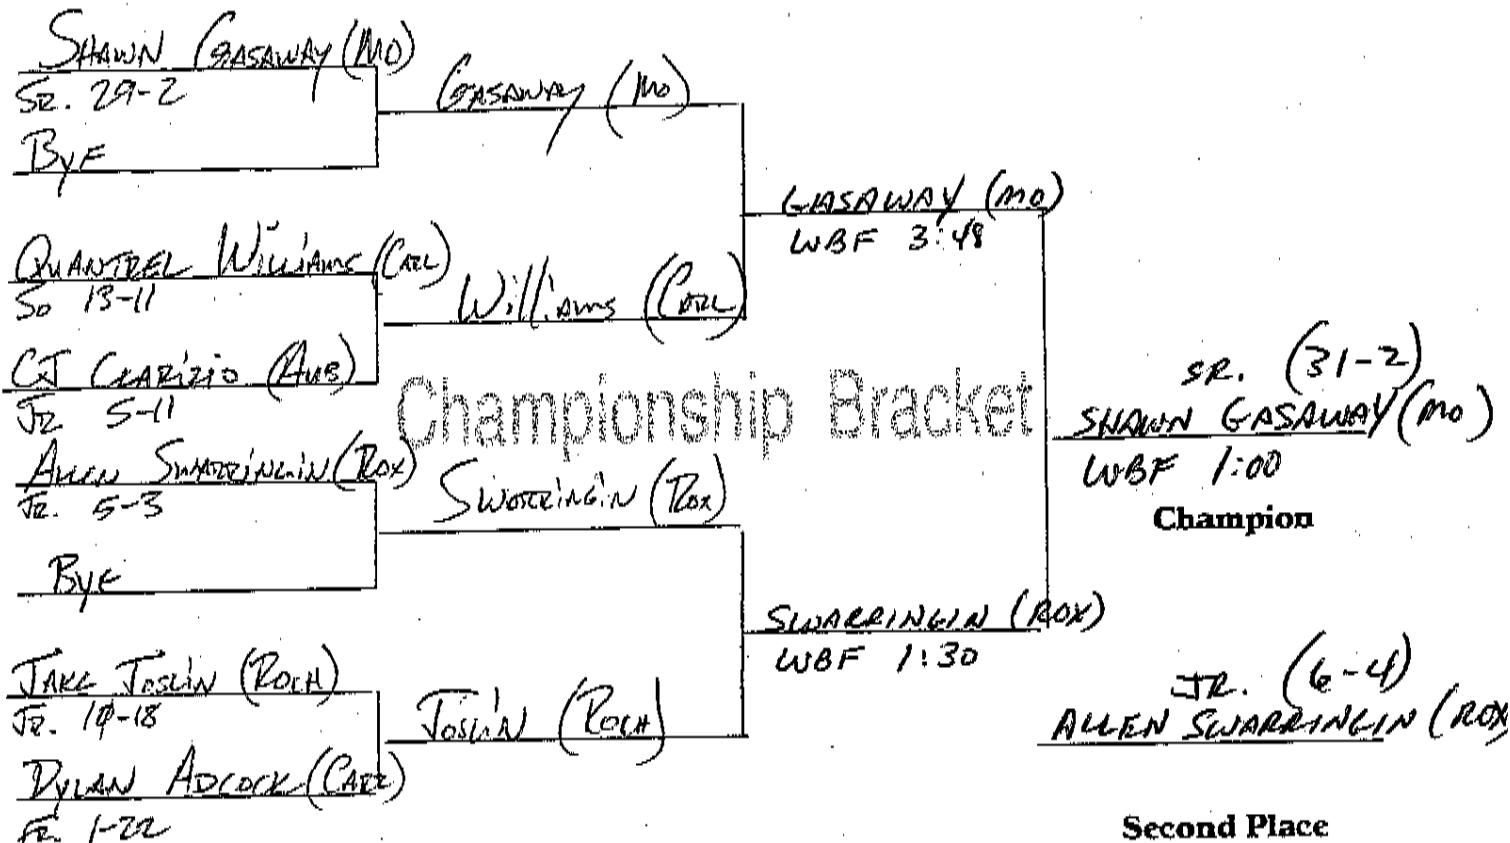 SHAWN GASAWAY (MO)
SR. 29-2
BYE
GASAWAY (MO)
QUANTREL WILLIAMS (CARL)
SO 13-11
CJ CLARIZIO (AUB)
JR 5-11
WILLIAMS (CARL)
GASAWAY (MO)
WBF 3:48
Championship Bracket
ALLEN SWARRINGIN (ROX)
JR. 5-3
BYE
SWORRINGIN (ROX)
JAKE JOSLIN (ROCH)
JR. 10-18
DYLAN ADCOCK (CARL)
FR. 1-22
JOSLIN (ROCH)
SWARRINGIN (ROX)
WBF 1:30
SR. (31-2)
SHAWN GASAWAY (MO)
WBF 1:00
Champion
JR. (6-4)
ALLEN SWARRINGIN (ROX
Second Place